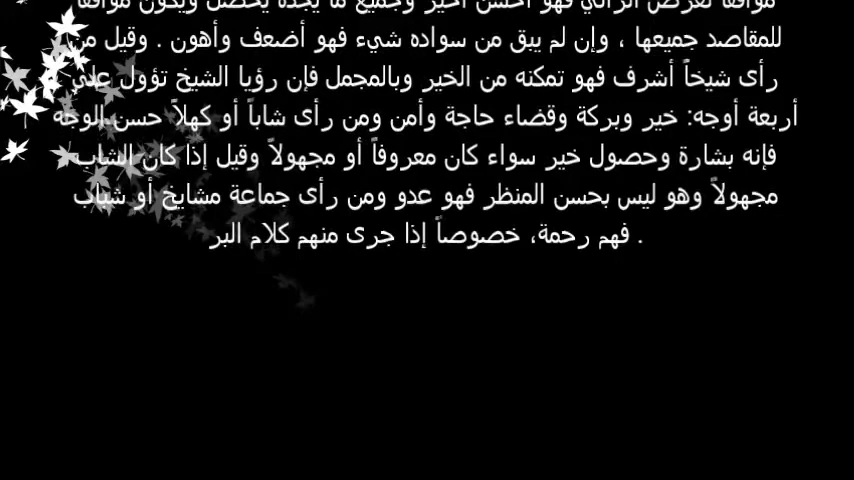 موافقاً لغرض الرائي فهو أحسن أخير وجميع ما يجده يحصل ويكون موافقاً
للمقاصد جميعها ، وإن لم يبق من سواده شيء فهو أضعف وأهون . وقيل من
رأى شيخاً أشرف فهو تمكنه من الخير وبالمجمل فإن رؤيا الشيخ تؤول على
أربعة أوجه: خير وبركة وقضاء حاجة وأمن ومن رأى شاباً أو كهلاً حسن الوجه
فإنه بشارة وحصول خير سواء كان معروفاً أو مجهولاً وقيل إذا كان الشاب
مجهولاً وهو ليس بحسن المنظر فهو عدو ومن رأى جماعة مشايخ أو شباب
فهم رحمة، خصوصاً إذا جرى منهم كلام البر .